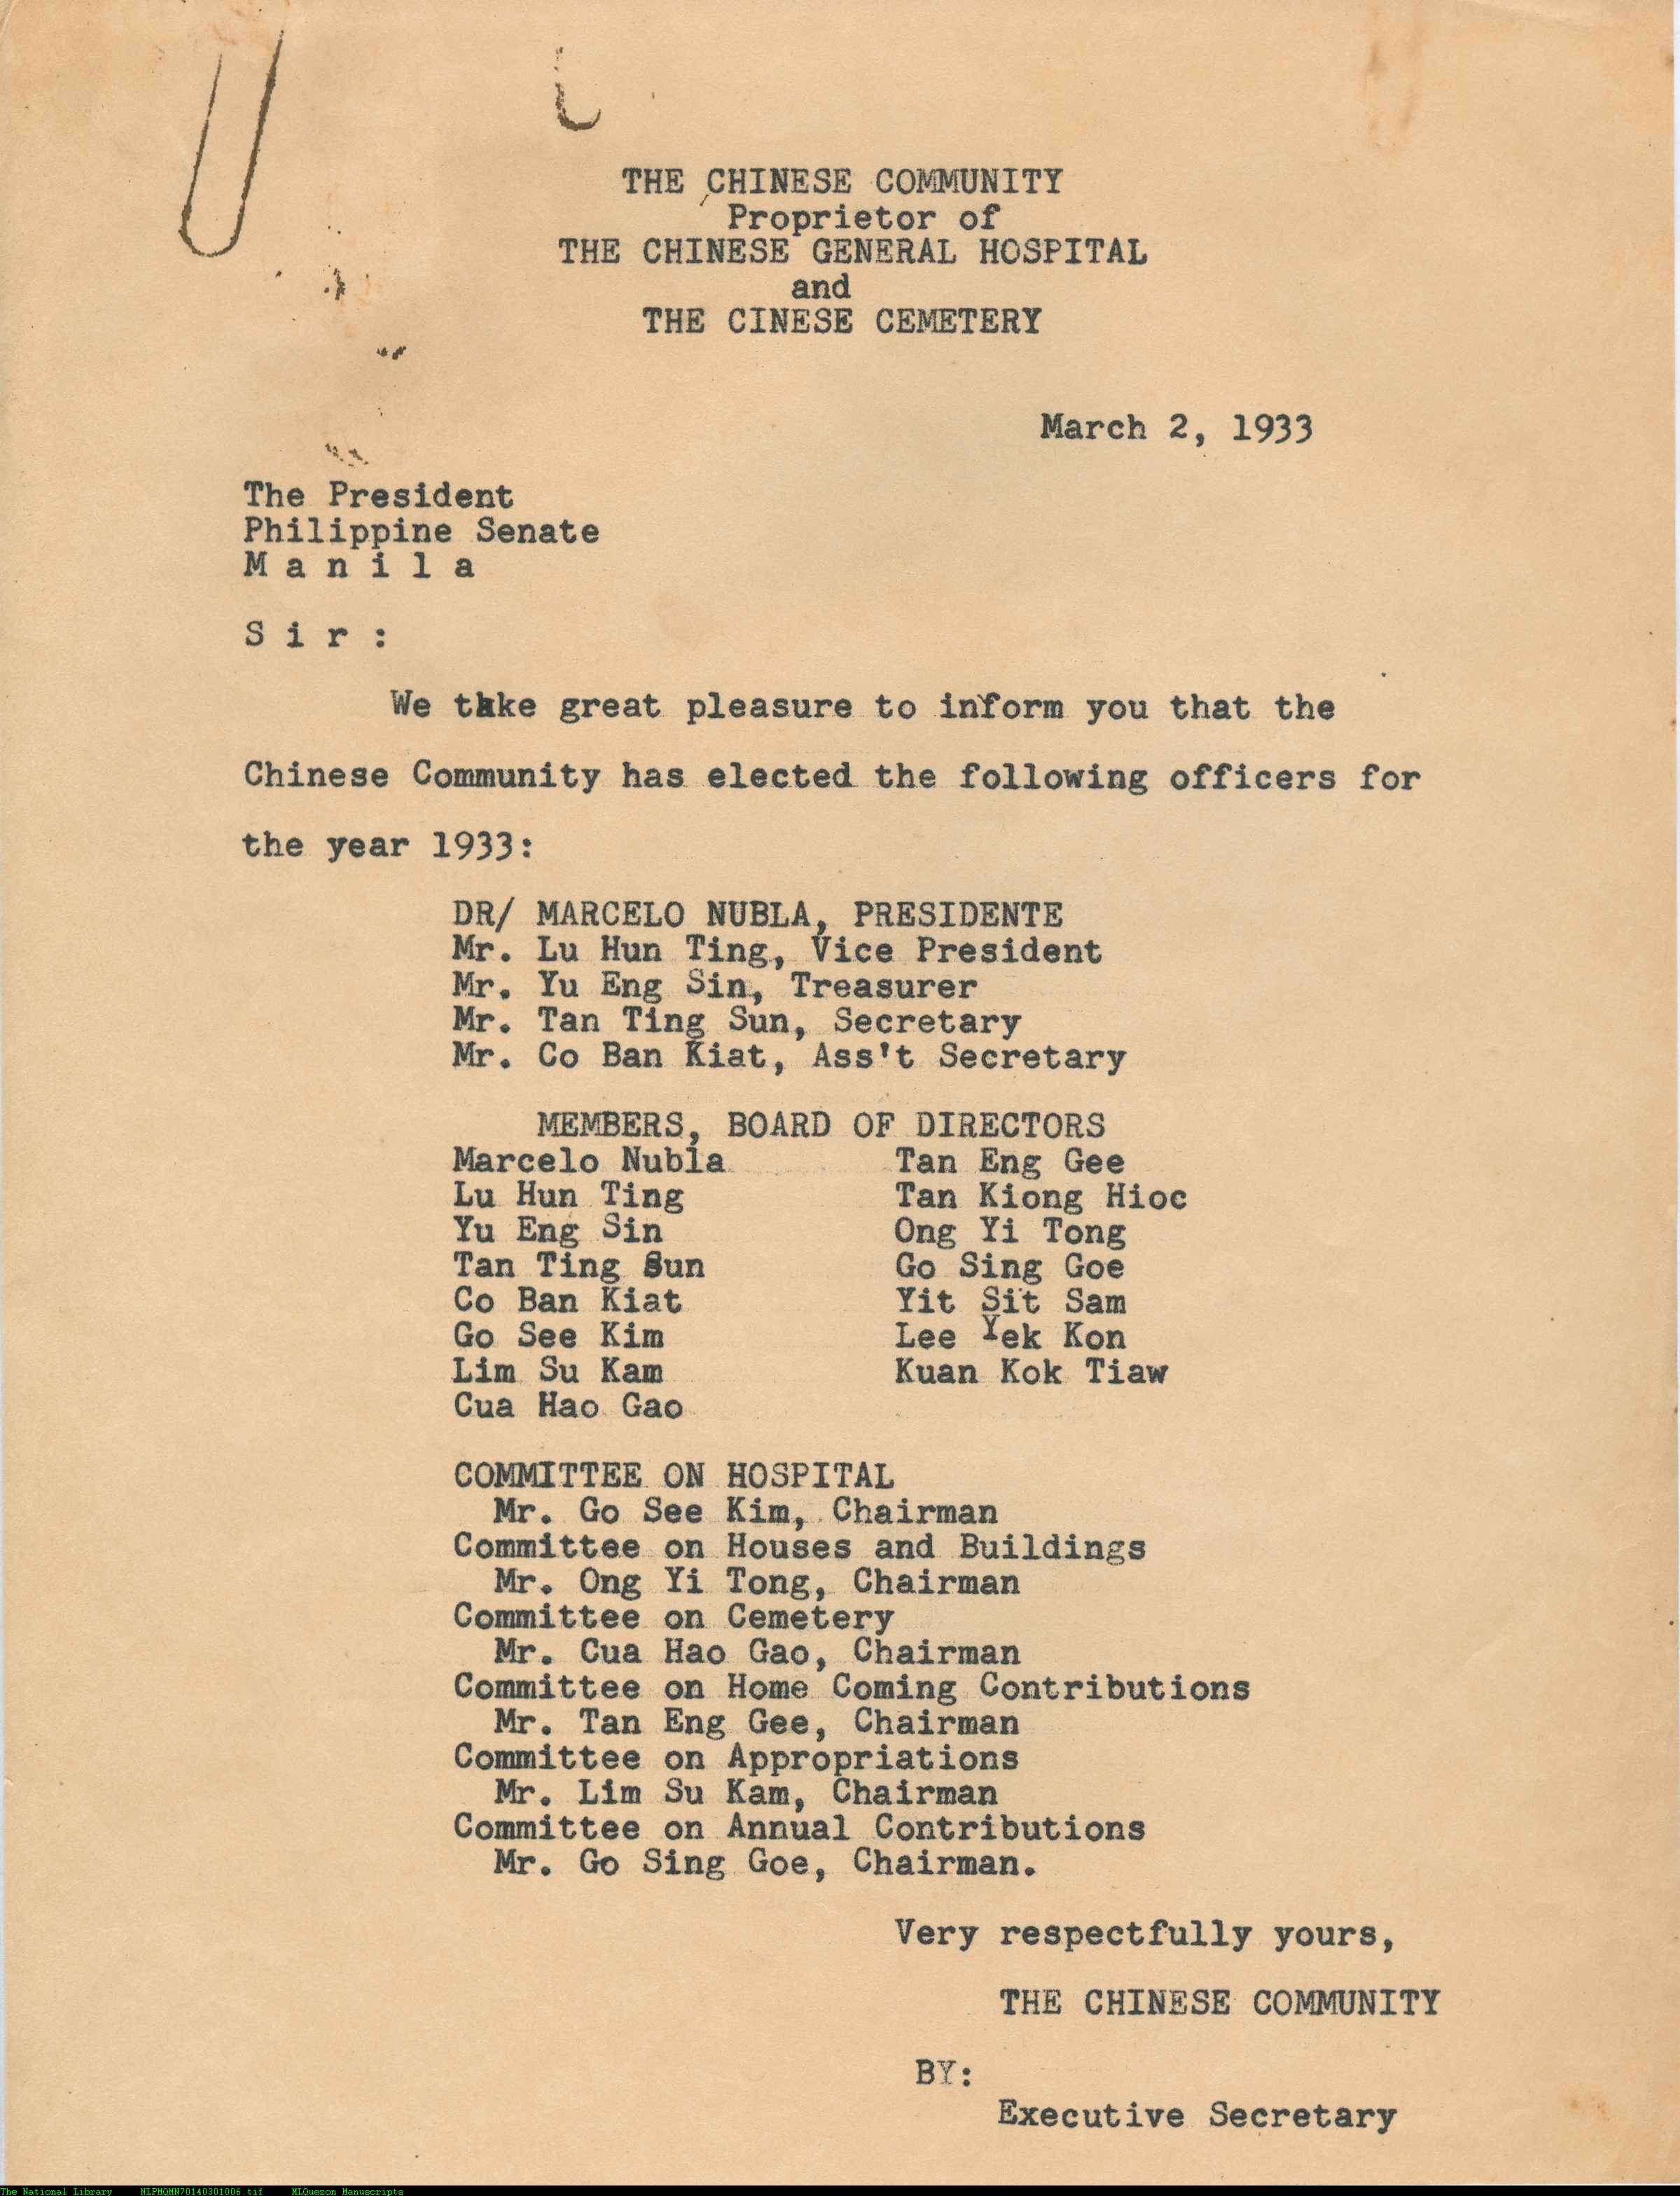 THE CHINESE COMMUNITY
Proprietor of
THE CHINESE GENERAL HOSPITAL
and
THE CINESE CEMETERY
March 2, 1933
The President
Philippine Senate
M a n i l a
S i r :
We take great pleasure to inform you that the
Chinese Community has elected the following officers for
the year 1933:
DR/ MARCELO NUBLA, PRESIDENTE
Mr. Lu Hun Ting, Vice President
Mr. Yu Eng Sin, Treasurer
Mr. Tan Ting Sun, Secretary
Mr. Co Ban Kiat, Ass't Secretary
MEMBERS, BOARD OF DIRECTORS
Marcelo Nubla Tan Eng Gee
Lu Hun Ting Tan Kiong Hioc
Yu Eng Sin Ong Yi Tong
Tan Ting Sun Go Sing Goe
Co Ban Kiat Yit Sit Sam
Go See Kim Lee Yek Kon
Lim Su Kam Kuan Kok Tiaw
Cua Hao Gao
COMMITTEE ON HOSPITAL
Mr. Go See Kim, Chairman
Committee on Houses and Buildings
Mr. Ong Yi Tong, Chairman
Committee on Cemetery
Mr. Cua Hao Gao, Chairman
Committee on Home Coming Contributions
Mr. Tan Eng Gee, Chairman
Committee on Appropriations
Mr. Lim Su Kam, Chairman
Committee on Annual Contributions
Mr. Go Sing Goe, Chairman.
Very respectfully yours,
THE CHINESE COMMUNITY
BY:
Executive Secretary
The National Library NLPMQMN70140301006.tif MLQuezon Manuscripts